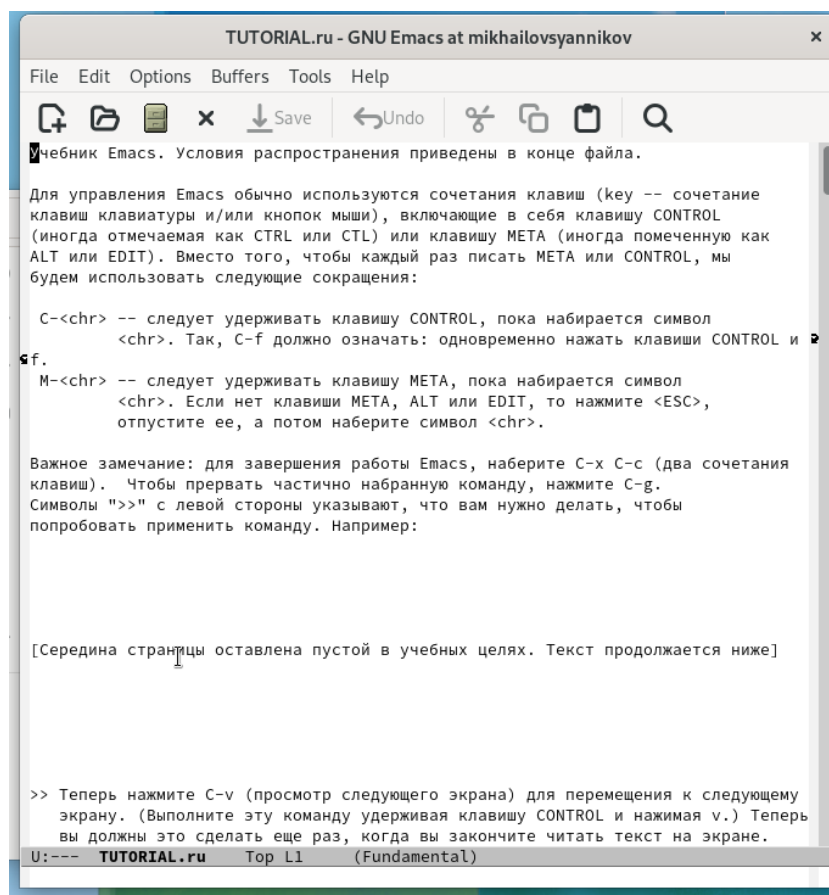 TUTORIAL.ru - GNU Emacs at mikhailovsyannikov
File Edit Options Buffers Tools Help
Save Undo
Учебник Emacs. Условия распространения приведены в конце файла.
Для управления Emacs обычно используются сочетания клавиш (key -- сочетание
клавиш клавиатуры и/или кнопок мыши), включающие в себя клавишу CONTROL
(иногда отмечаемая как CTRL или CTL) или клавишу META (иногда помеченную как
ALT или EDIT). Вместо того, чтобы каждый раз писать META или CONTROL, мы
будем использовать следующие сокращения:
C-<chr> -- следует удерживать клавишу CONTROL, пока набирается символ
<chr>. Так, C-f должно означать: одновременно нажать клавиши CONTROL и
f.
M-<chr> -- следует удерживать клавишу META, пока набирается символ
<chr>. Если нет клавиши META, ALT или EDIT, то нажмите <ESC>,
отпустите ее, а потом наберите символ <chr>.
Важное замечание: для завершения работы Emacs, наберите C-x C-c (два сочетания
клавиш).  Чтобы прервать частично набранную команду, нажмите C-g.
Символы ">>" с левой стороны указывают, что вам нужно делать, чтобы
попробовать применить команду. Например:
[Середина страницы оставлена пустой в учебных целях. Текст продолжается ниже]
>> Теперь нажмите C-v (просмотр следующего экрана) для перемещения к следующему
экрану. (Выполните эту команду удерживая клавишу CONTROL и нажимая v.) Теперь
вы должны это сделать еще раз, когда вы закончите читать текст на экране.
U:--- TUTORIAL.ru Top L1 (Fundamental)